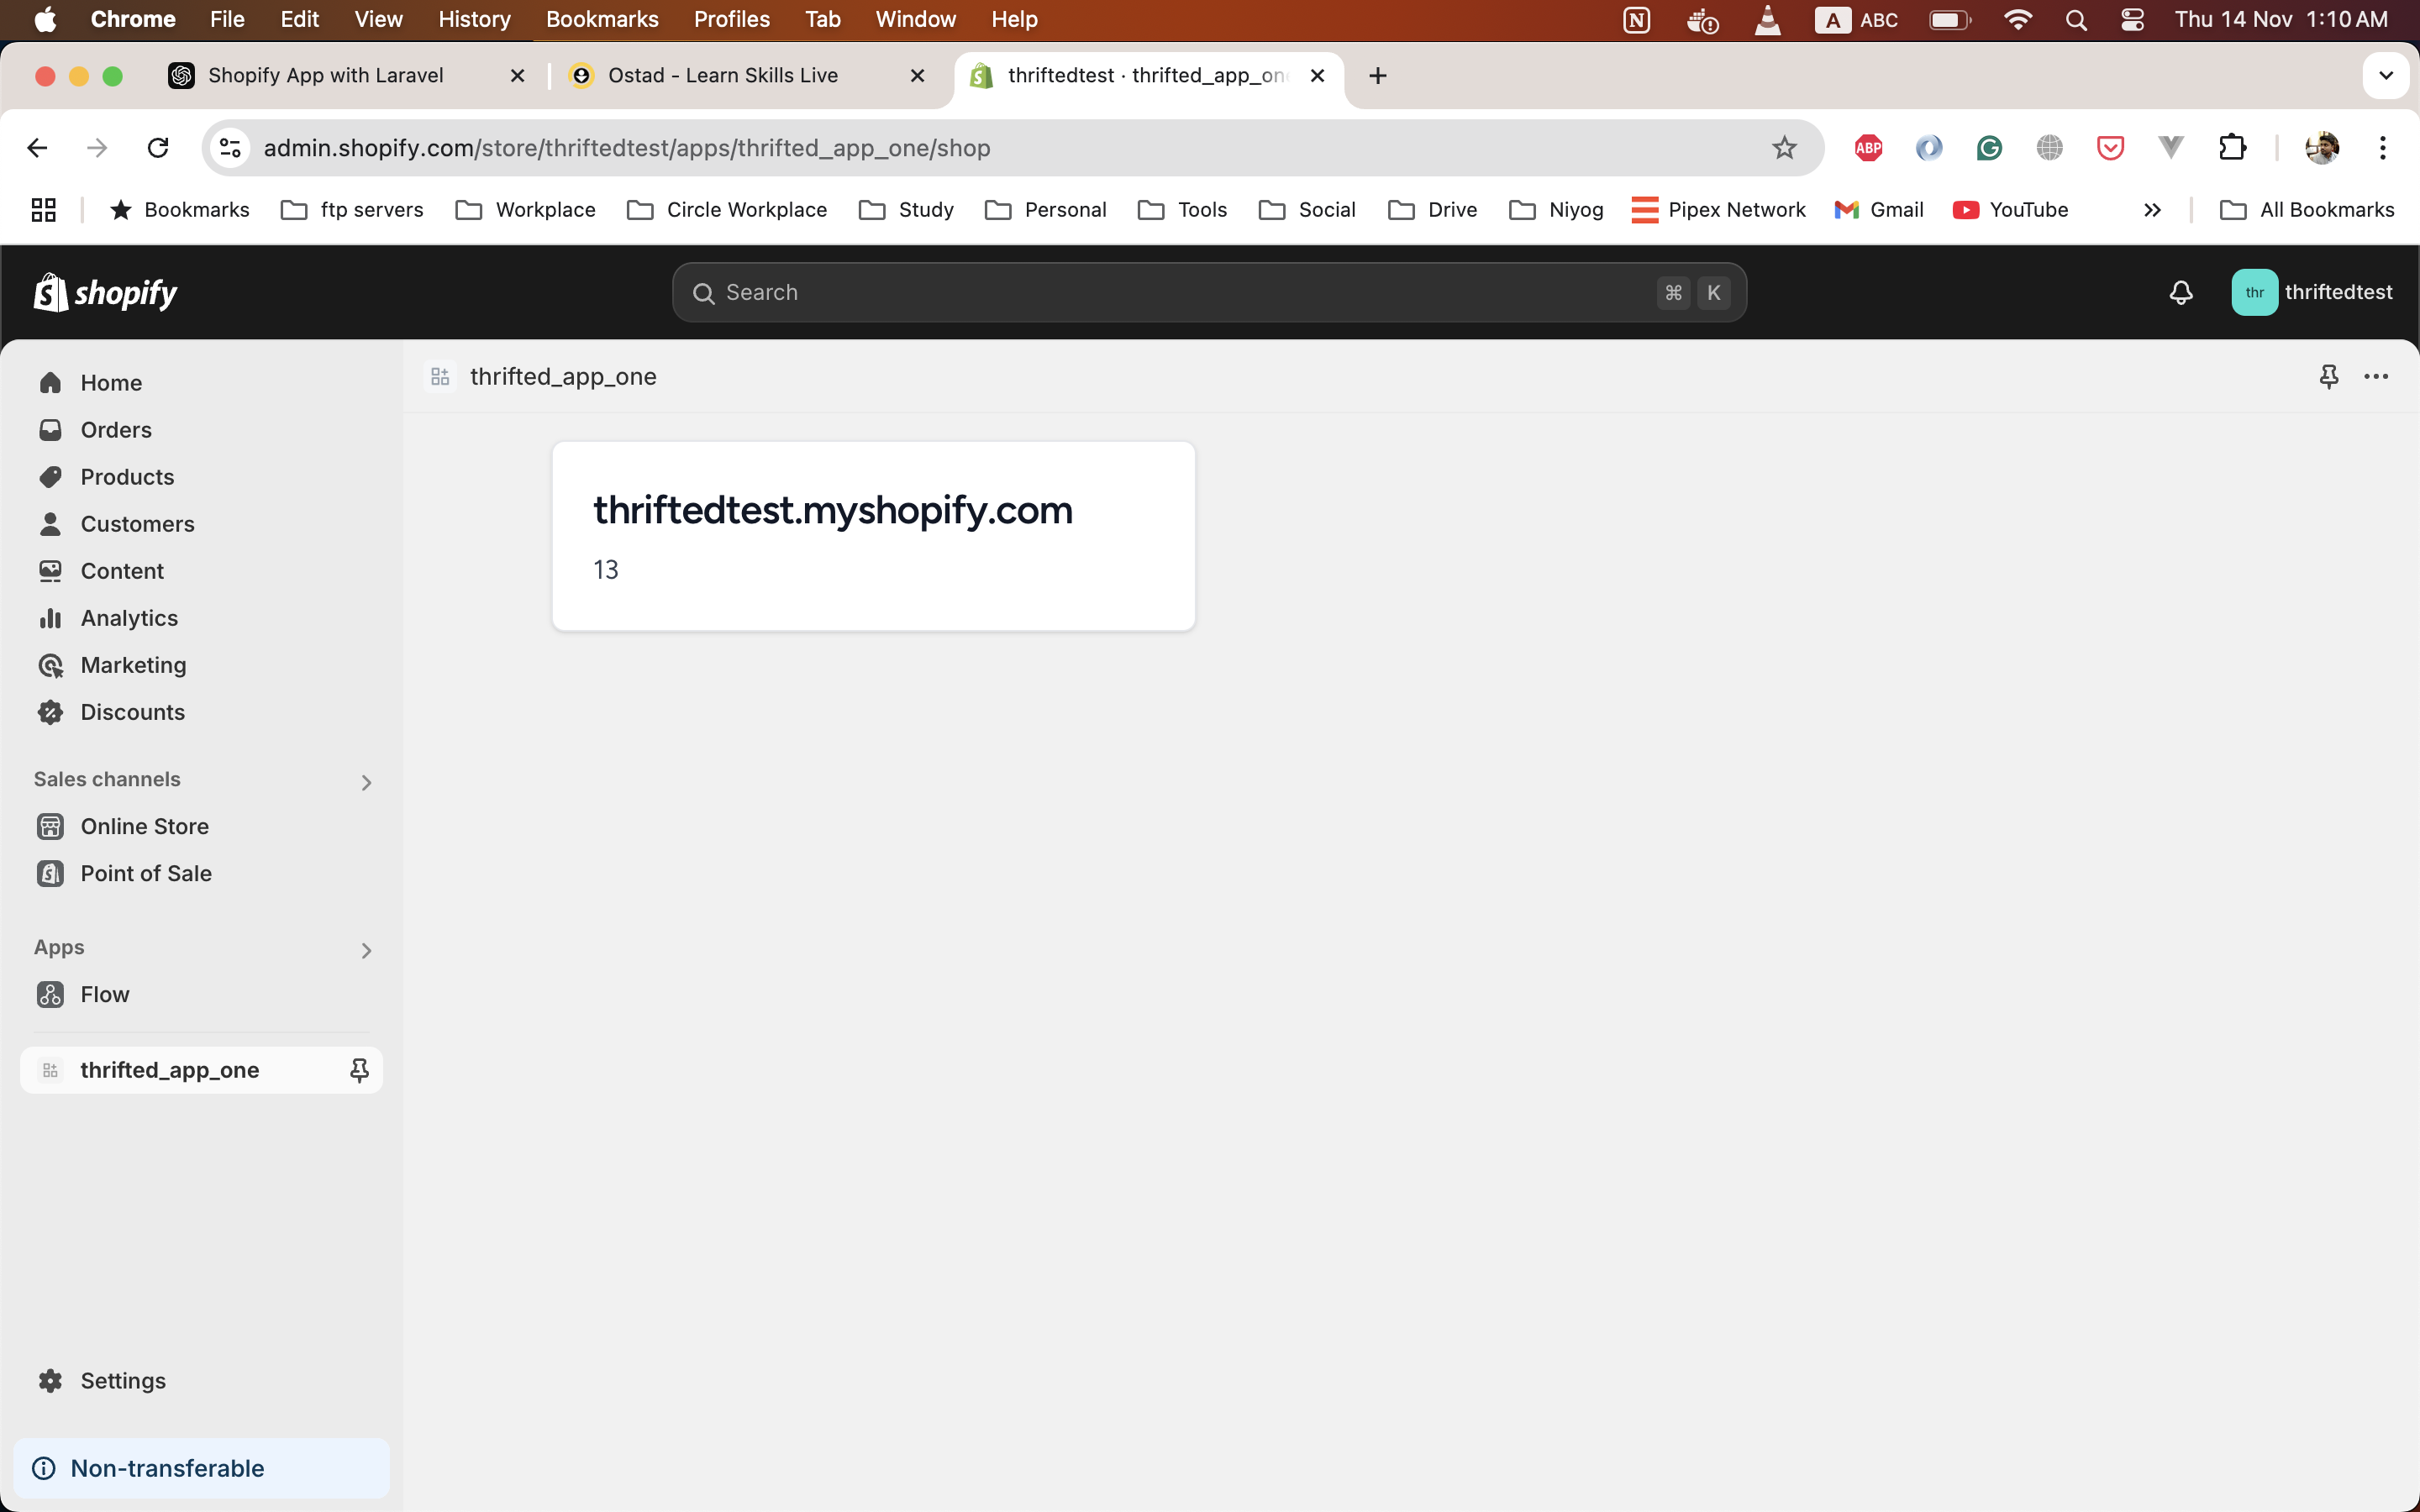 Chrome File Edit View History Bookmarks Profiles Tab Window Help A ABC Thu 14 Nov 1:10 AM
Shopify App with Laravel Ostad - Learn Skills Live thriftedtest · thrifted_app_on
admin.shopify.com/store/thriftedtest/apps/thrifted_app_one/shop ABP
Bookmarks ftp servers Workplace Circle Workplace Study Personal Tools Social Drive Niyog Pipex Network Gmail YouTube All Bookmarks
shopify Search ⌘ K thr thriftedtest
Home
Orders
Products
Customers
Content
Analytics
Marketing
Discounts
Sales channels
Online Store
Point of Sale
Apps
Flow
thrifted_app_one
Settings
Non-transferable
thrifted_app_one
thriftedtest.myshopify.com
13